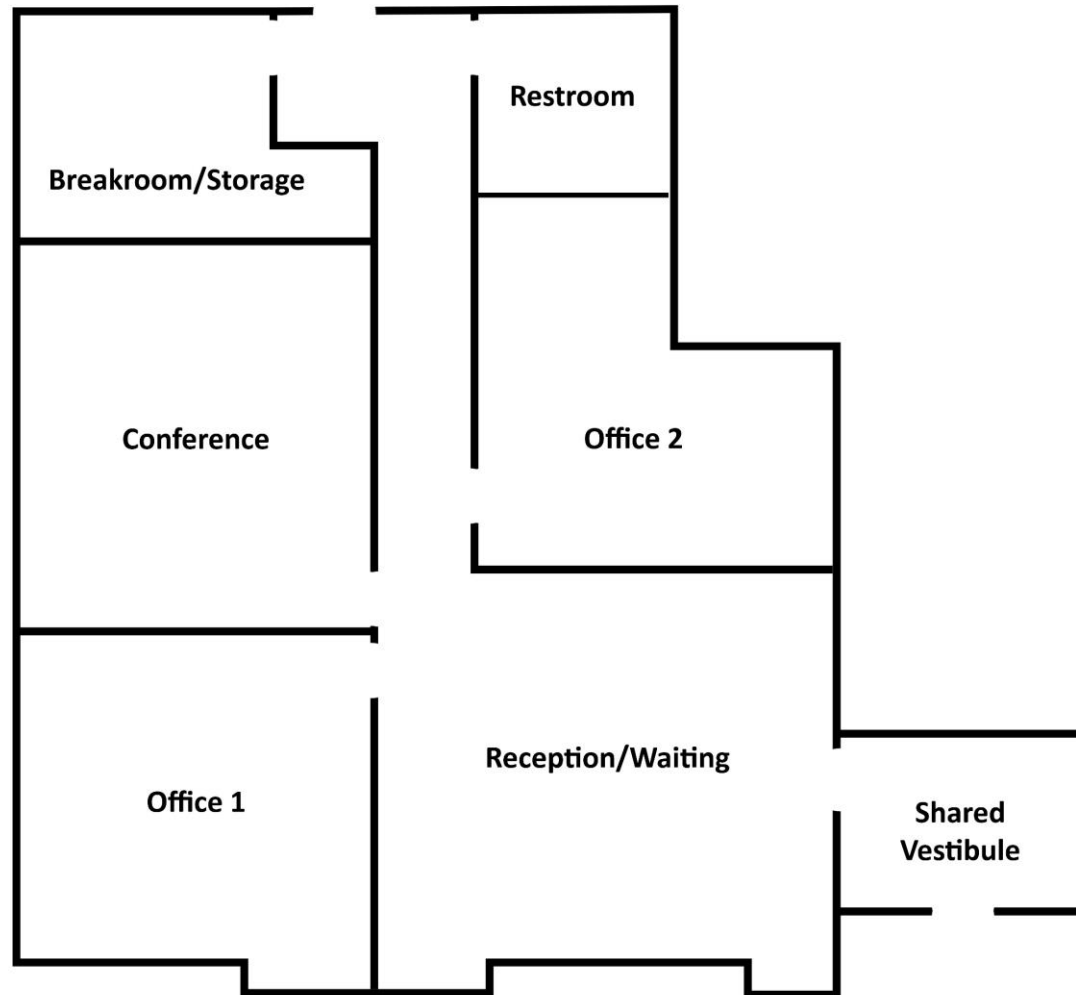 Restroom
Breakroom/Storage
Conference
Office 2
Reception/Waiting
Office 1
Shared
Vestibule